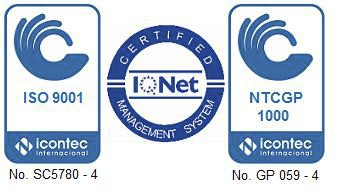 ISO 9001
icontec
internacional
No. SC5780 - 4
CERTIFIED
IQNet
MANAGEMENT SYSTEM
NTCGP
1000
icontec
internacional
No. GP 059 - 4